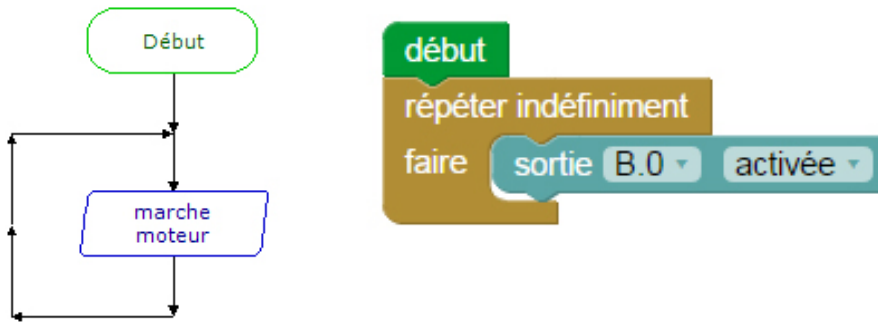 Début
marche
moteur
début
répéter indéfiniment
faire sortie B.0 activée